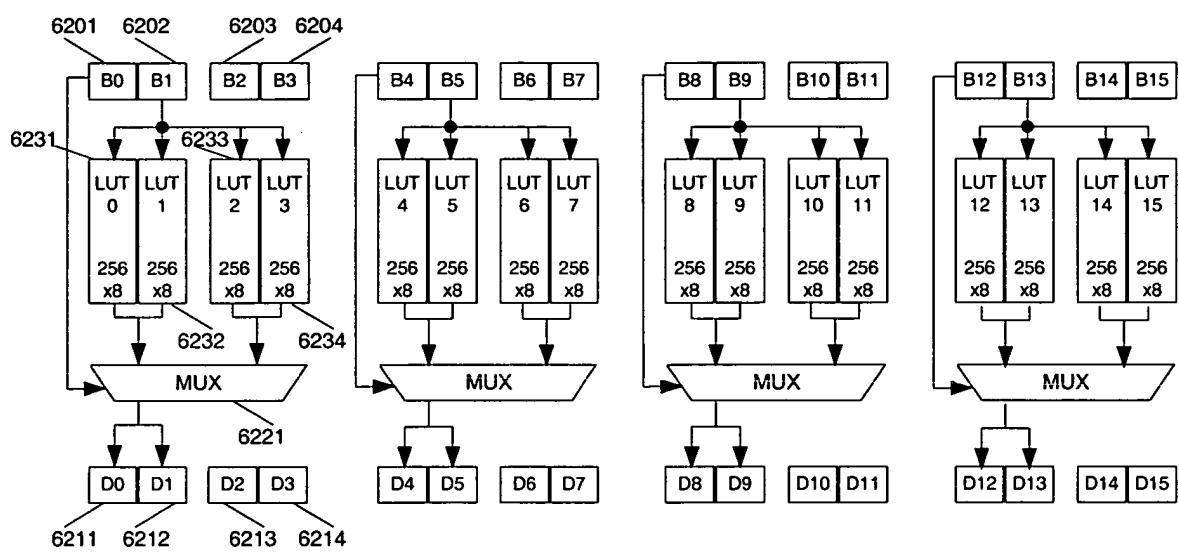 6201 6202 6203 6204
B0 B1 B2 B3 B4 B5 B6 B7 B8 B9 B10 B11 B12 B13 B14 B15
6231 6233
LUT LUT LUT LUT LUT LUT LUT LUT LUT LUT LUT LUT LUT LUT LUT LUT
0 1 2 3 4 5 6 7 8 9 10 11 12 13 14 15
256 256 256 256 256 256 256 256 256 256 256 256 256 256 256 256
x8 x8 x8 x8 x8 x8 x8 x8 x8 x8 x8 x8 x8 x8 x8 x8
6232 6234
MUX MUX MUX MUX
6221
D0 D1 D2 D3 D4 D5 D6 D7 D8 D9 D10 D11 D12 D13 D14 D15
6211 6212 6213 6214